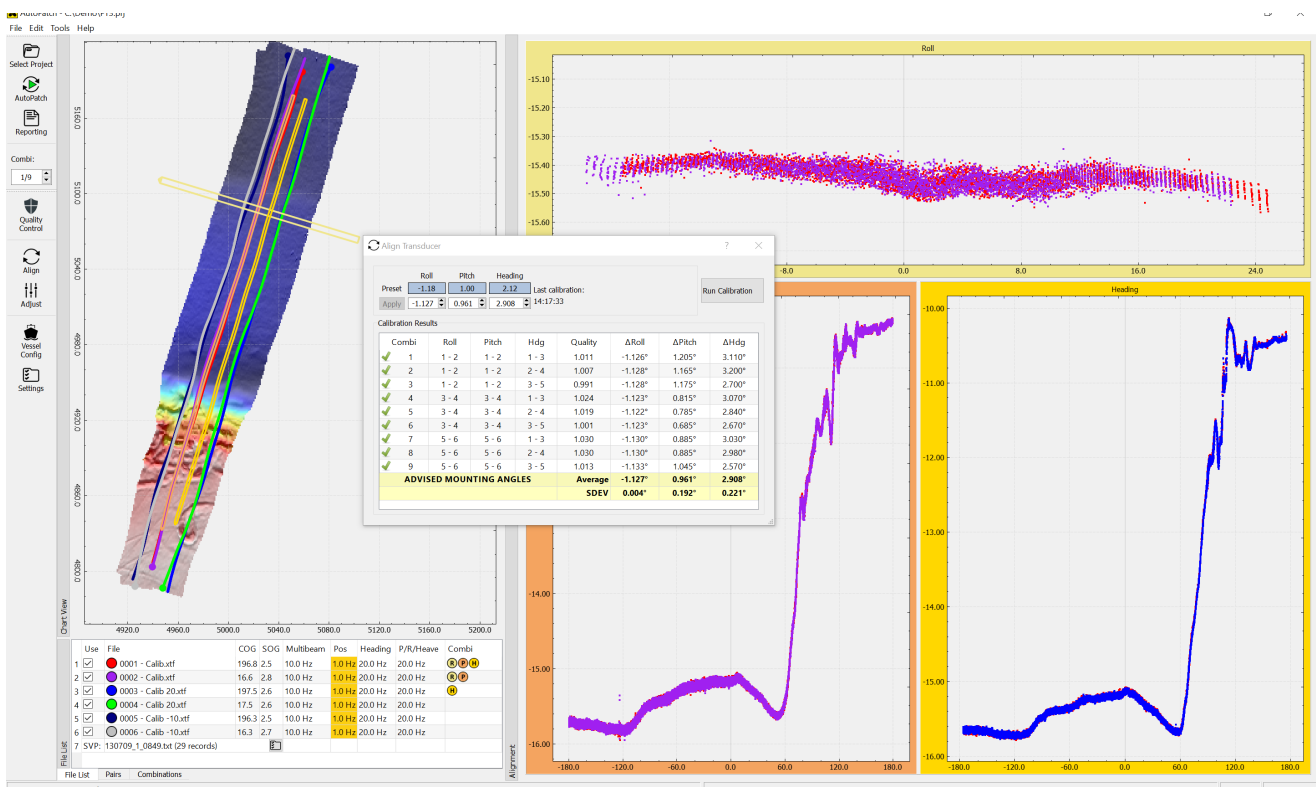 AutoPatch - C:\Demo\PTS.prj
File Edit Tools Help
Select Project
AutoPatch
Reporting
Combi:
1/9
Quality
Control
Align
Adjust
Vessel
Config
Settings
5160.0
5100.0
5040.0
4980.0
4920.0
4860.0
4800.0
4920.0 4960.0 5000.0 5040.0 5080.0 5120.0 5160.0 5200.0
Chart View
Use File COG SOG Multibeam Pos Heading P/R/Heave Combi
1 0001 - Calib.xtf 196.8 2.5 10.0 Hz 1.0 Hz 20.0 Hz 20.0 Hz R P H
2 0002 - Calib.xtf 16.6 2.8 10.0 Hz 1.0 Hz 20.0 Hz 20.0 Hz R P
3 0003 - Calib 20.xtf 197.5 2.6 10.0 Hz 1.0 Hz 20.0 Hz 20.0 Hz H
4 0004 - Calib 20.xtf 17.5 2.6 10.0 Hz 1.0 Hz 20.0 Hz 20.0 Hz
5 0005 - Calib -10.xtf 196.3 2.5 10.0 Hz 1.0 Hz 20.0 Hz 20.0 Hz
6 0006 - Calib -10.xtf 16.3 2.7 10.0 Hz 1.0 Hz 20.0 Hz 20.0 Hz
7 SVP: 130709_1_0849.txt (29 records)
File List
File List Pairs Combinations
Alignment
Roll
-15.10
-15.20
-15.30
-15.40
-15.50
-15.60
-8.0 0.0 8.0 16.0 24.0
Align Transducer ? ×
Roll Pitch Heading
Preset -1.18 1.00 2.12 Last calibration:
Apply -1.127 0.961 2.908 14:17:33
Run Calibration
Calibration Results
Combi Roll Pitch Hdg Quality ΔRoll ΔPitch ΔHdg
1 1 - 2 1 - 2 1 - 3 1.011 -1.126° 1.205° 3.110°
2 1 - 2 1 - 2 2 - 4 1.007 -1.128° 1.165° 3.200°
3 1 - 2 1 - 2 3 - 5 0.991 -1.128° 1.175° 2.700°
4 3 - 4 3 - 4 1 - 3 1.024 -1.123° 0.815° 3.070°
5 3 - 4 3 - 4 2 - 4 1.019 -1.122° 0.785° 2.840°
6 3 - 4 3 - 4 3 - 5 1.001 -1.123° 0.685° 2.670°
7 5 - 6 5 - 6 1 - 3 1.030 -1.130° 0.885° 3.030°
8 5 - 6 5 - 6 2 - 4 1.030 -1.130° 0.885° 2.980°
9 5 - 6 5 - 6 3 - 5 1.013 -1.133° 1.045° 2.570°
ADVISED MOUNTING ANGLES Average -1.127° 0.961° 2.908°
SDEV 0.004° 0.192° 0.221°
-14.00
-15.00
-16.00
-180.0 -120.0 -60.0 0.0 60.0 120.0 180.0
Heading
-10.00
-11.00
-12.00
-13.00
-14.00
-15.00
-16.00
-180.0 -120.0 -60.0 0.0 60.0 120.0 180.0